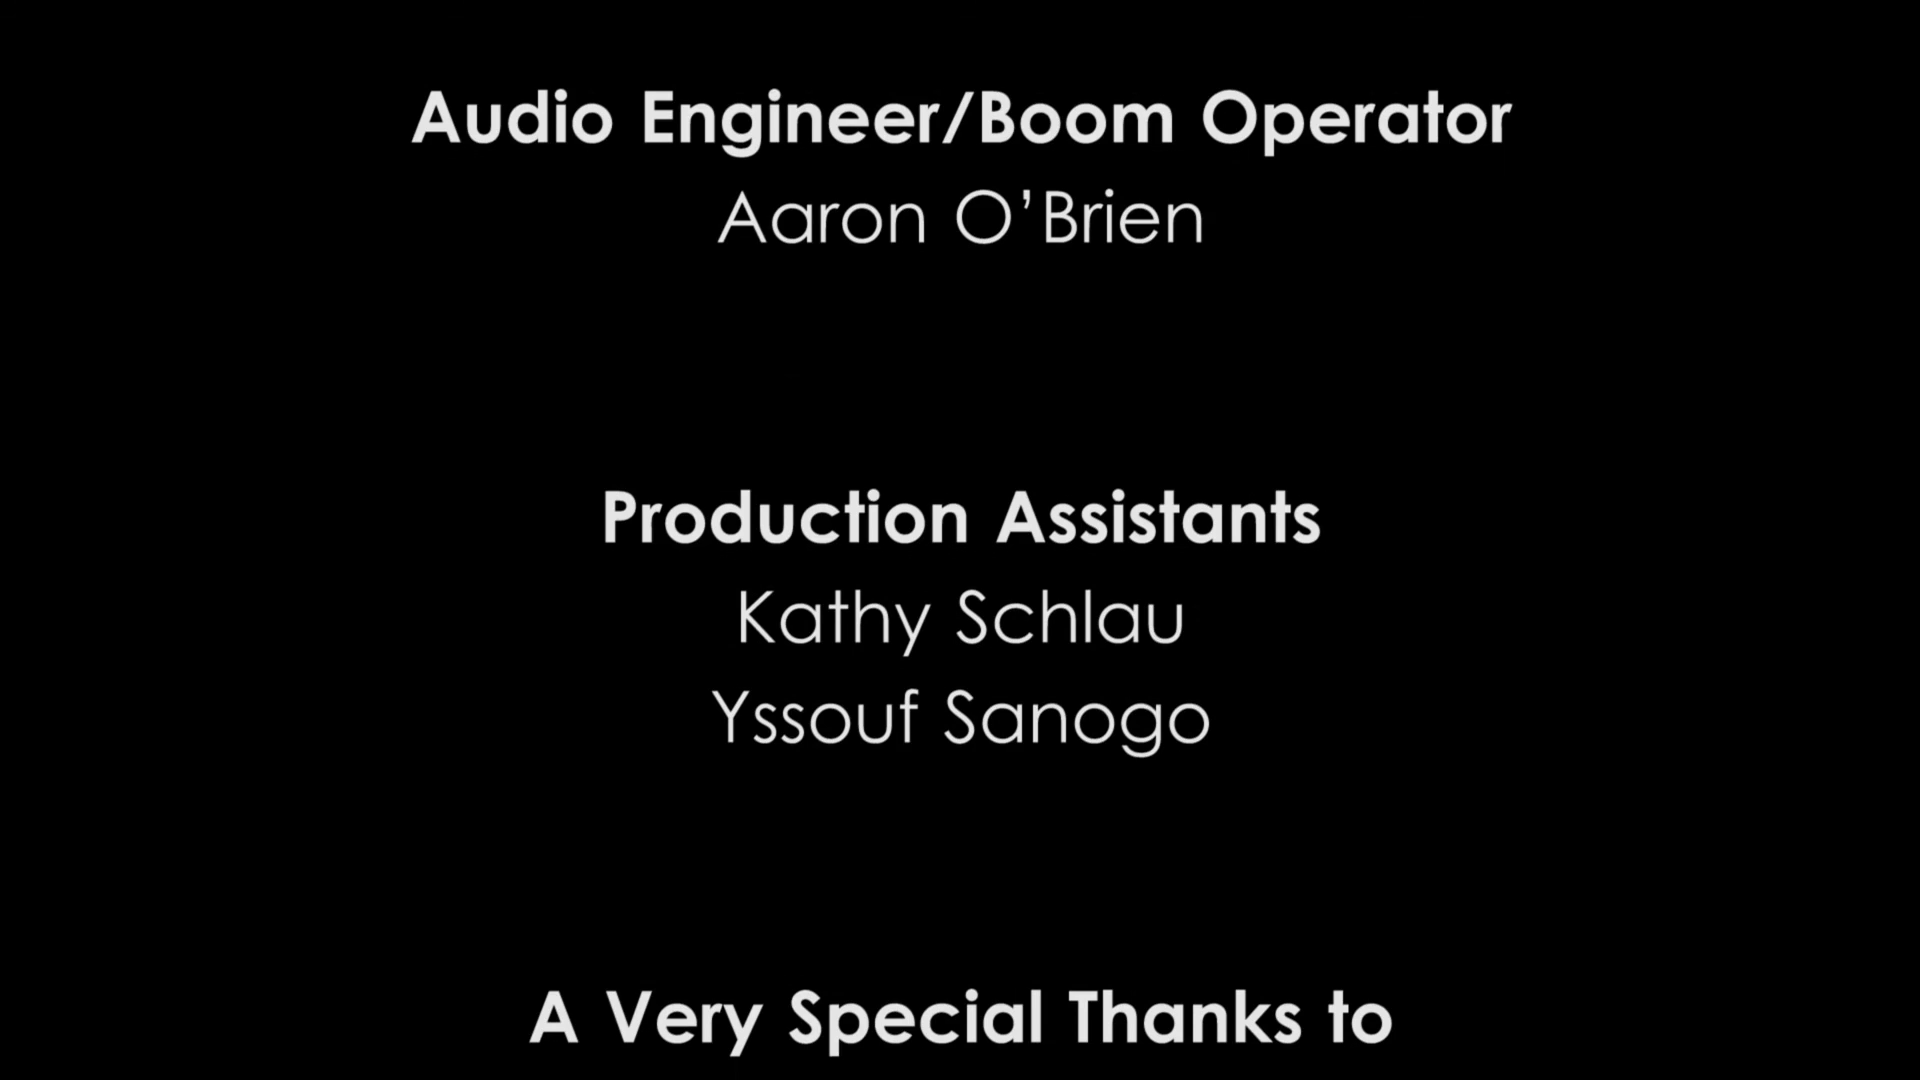 Audio Engineer/Boom Operator
Aaron O’Brien
Production Assistants
Kathy Schlau
Yssouf Sanogo
A Very Special Thanks to